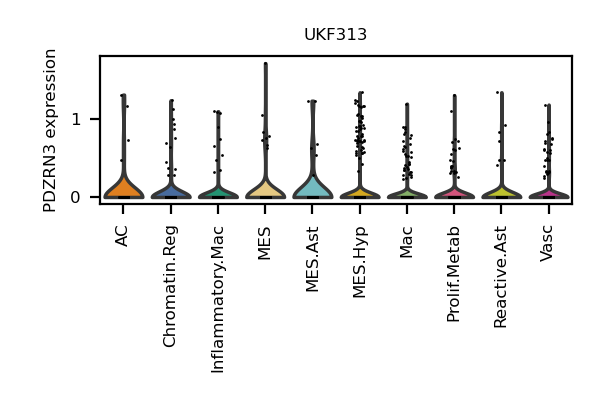 UKF313
PDZRN3 expression
1
0
AC
Chromatin.Reg
Inflammatory.Mac
MES
MES.Ast
MES.Hyp
Mac
Prolif.Metab
Reactive.Ast
Vasc